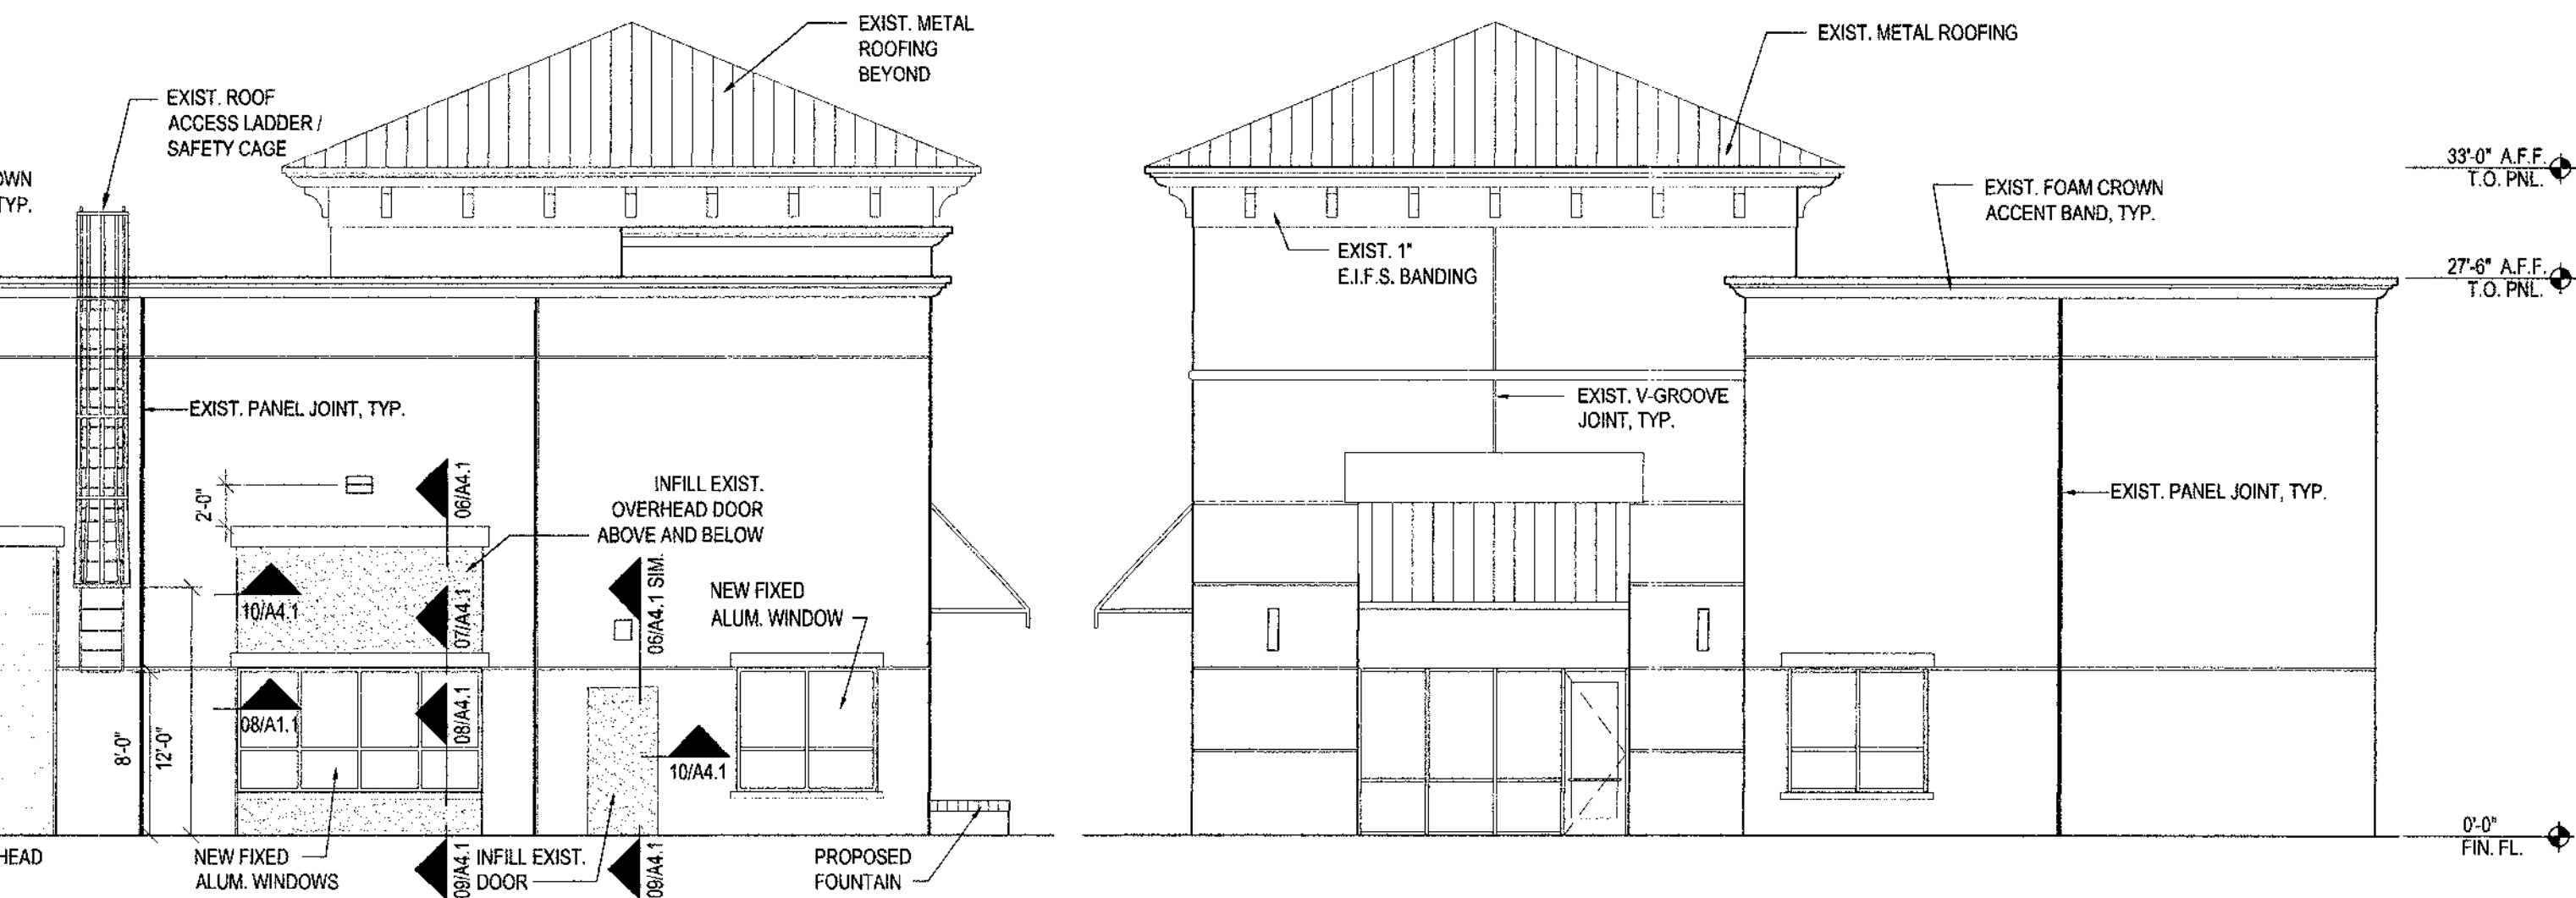 EXIST. METAL
ROOFING
BEYOND
EXIST. ROOF
ACCESS LADDER /
SAFETY CAGE
OWN
TYP.
EXIST. PANEL JOINT, TYP.
2'-0"
INFILL EXIST.
OVERHEAD DOOR
ABOVE AND BELOW
06/A4.1
10/A4.1
07/A4.1
06/A4.1 SIM.
NEW FIXED
ALUM. WINDOW
08/A1.1
08/A4.1
10/A4.1
8'-0"
12'-0"
HEAD
NEW FIXED
ALUM. WINDOWS
09/A4.1
INFILL EXIST.
DOOR
09/A4.1
PROPOSED
FOUNTAIN
EXIST. METAL ROOFING
EXIST. FOAM CROWN
ACCENT BAND, TYP.
EXIST. 1"
E.I.F.S. BANDING
EXIST. V-GROOVE
JOINT, TYP.
EXIST. PANEL JOINT, TYP.
33'-0" A.F.F.
T.O. PNL.
27'-6" A.F.F.
T.O. PNL.
0'-0"
FIN. FL.